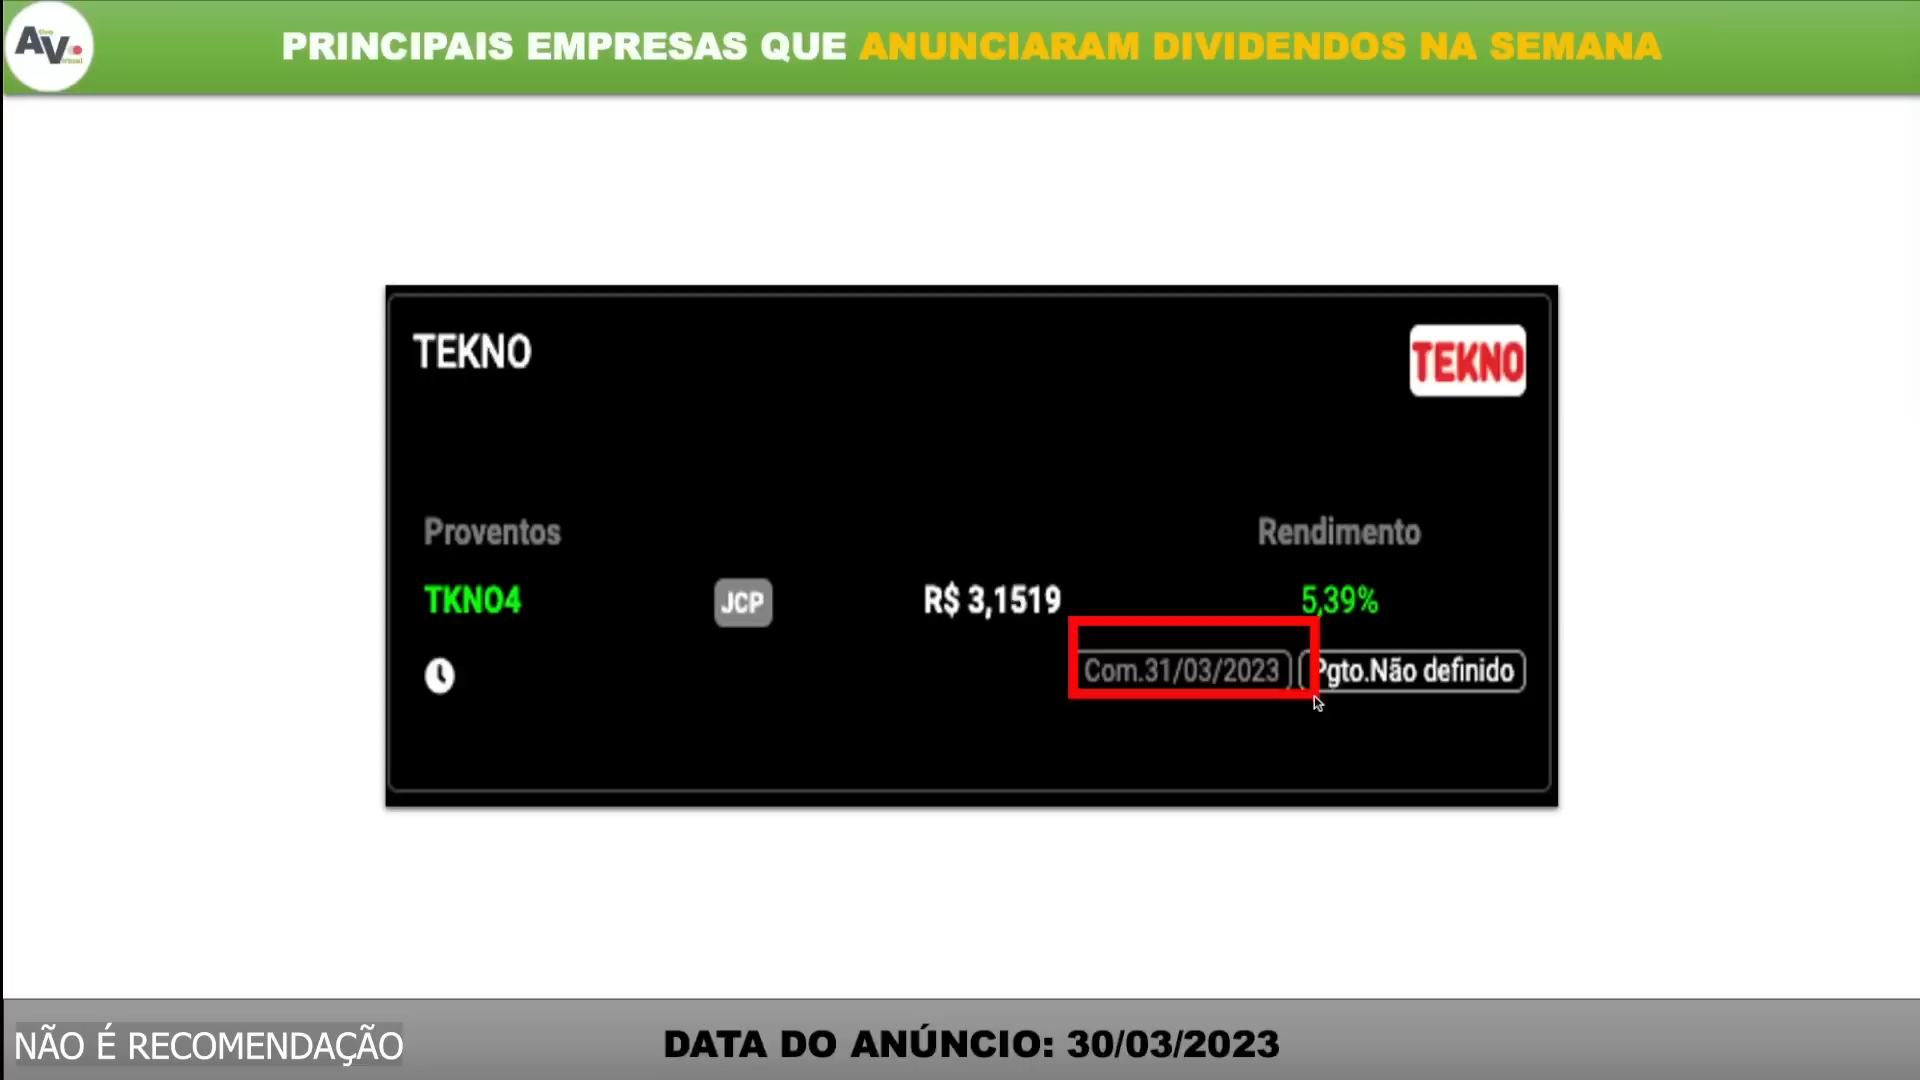 AV.
PRINCIPAIS EMPRESAS QUE ANUNCIARAM DIVIDENDOS NA SEMANA
TEKNO
TEKNO
Proventos
Rendimento
TKNO4
JCP
R$ 3,1519
5,39%
Com.31/03/2023
Pgto.Não definido
NÃO É RECOMENDAÇÃO
DATA DO ANÚNCIO: 30/03/2023